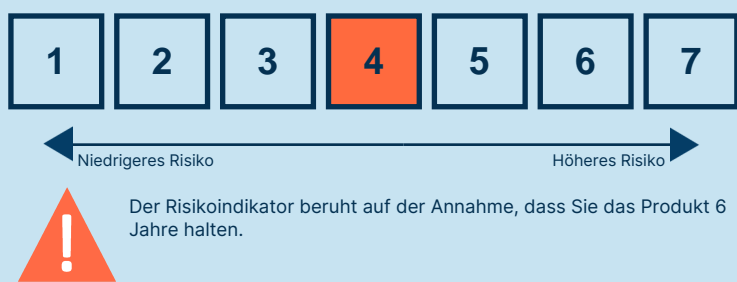 1 2 3 4 5 6 7
Niedrigeres Risiko Höheres Risiko
Der Risikoindikator beruht auf der Annahme, dass Sie das Produkt 6
Jahre halten.